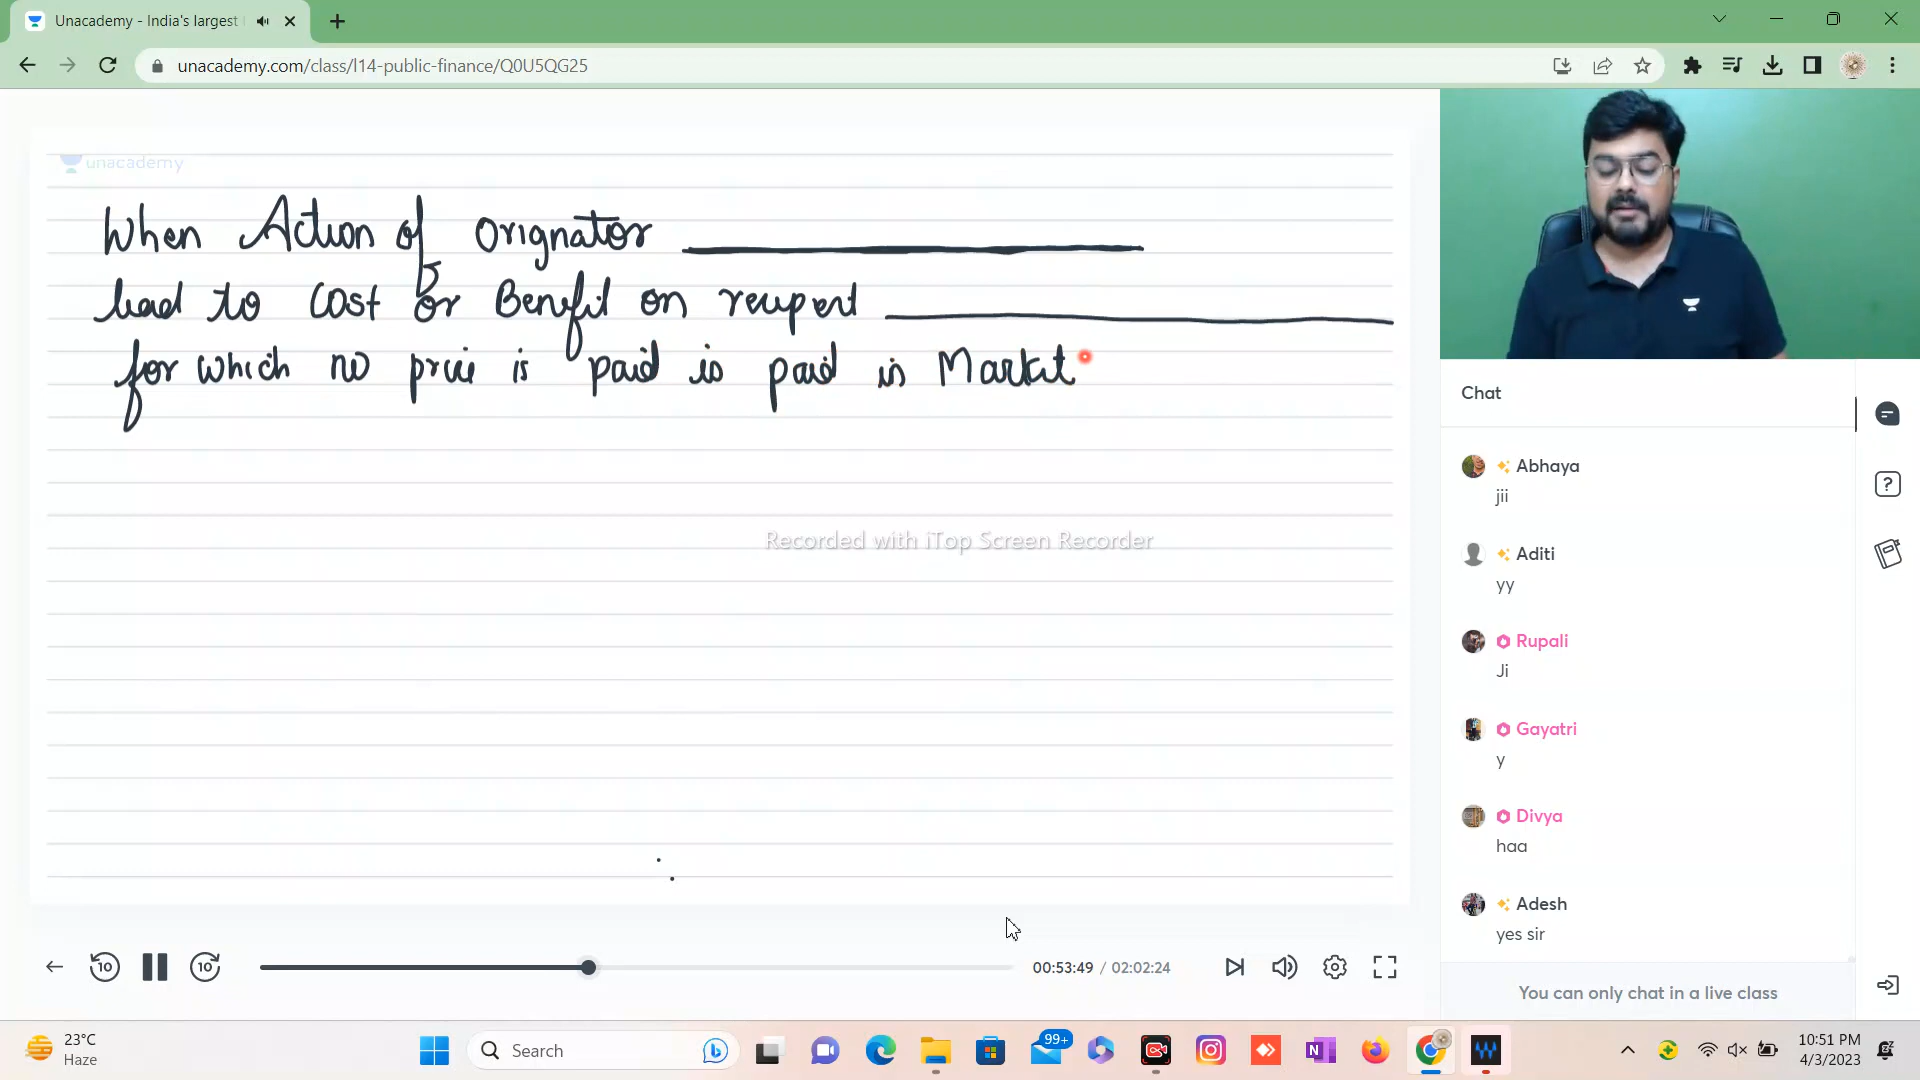 Unacademy - India's largest
unacademy.com/class/l14-public-finance/Q0U5QG25
unacademy
When Action of Orignator
lead to Cost or Benefit on
for which no price is paid is paid in Market
Recorded with iTop Screen Recorder
Chat
Abhaya
jii
Aditi
yy
Rupali
Ji
Gayatri
y
Divya
haa
Adesh
yes sir
You can only chat in a live class
10
10
00:53:49 / 02:02:24
23°C
Haze
Search
99+
10:51 PM
4/3/2023